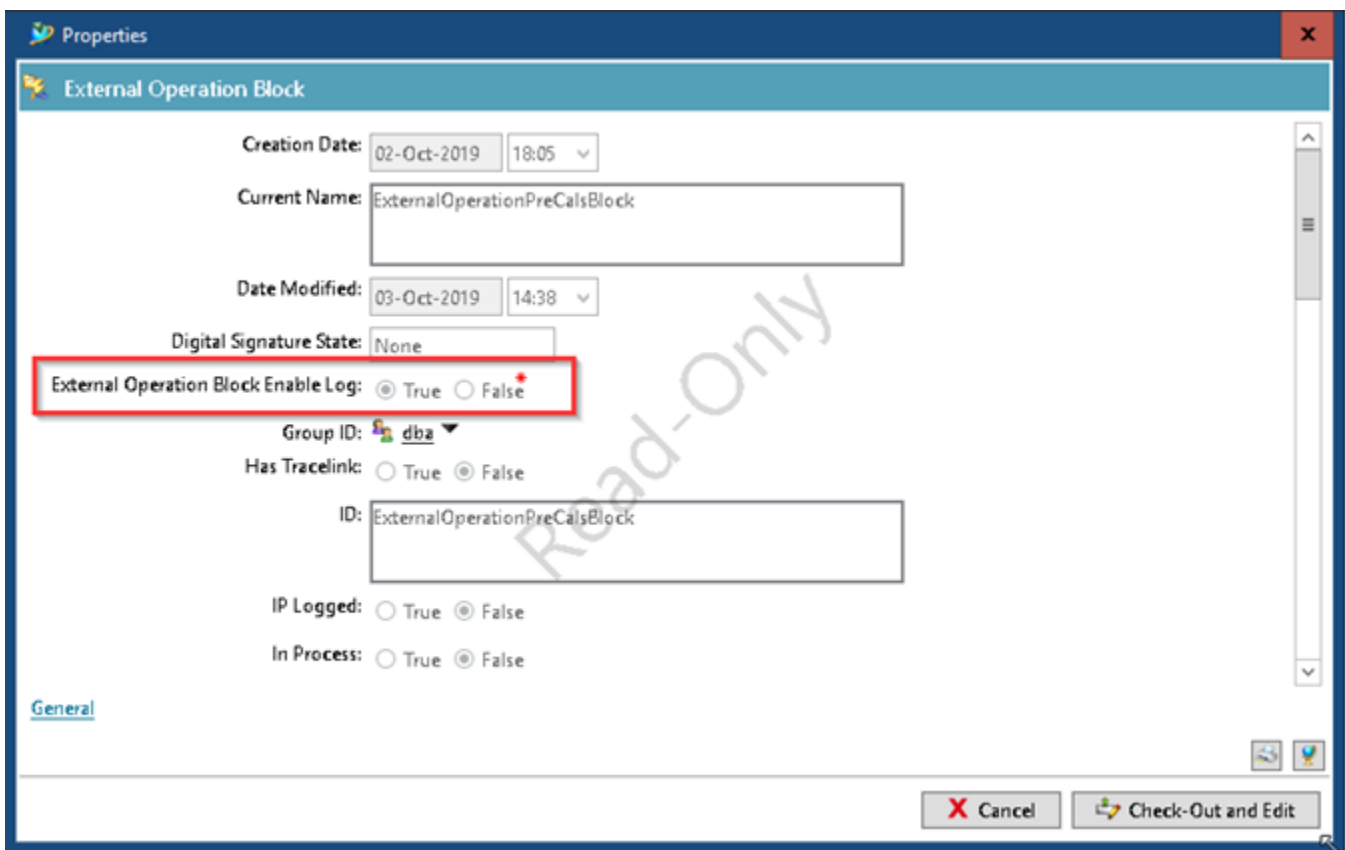 Properties
External Operation Block
Creation Date: 02-Oct-2019 18:05
Current Name: ExternalOperationPreCalsBlock
Date Modified: 03-Oct-2019 14:38
Digital Signature State: None
External Operation Block Enable Log: True False*
Group ID: dba
Has Tracelink: True False
ID: ExternalOperationPreCalsBlock
IP Logged: True False
In Process: True False
Read-Only
General
Cancel Check-Out and Edit